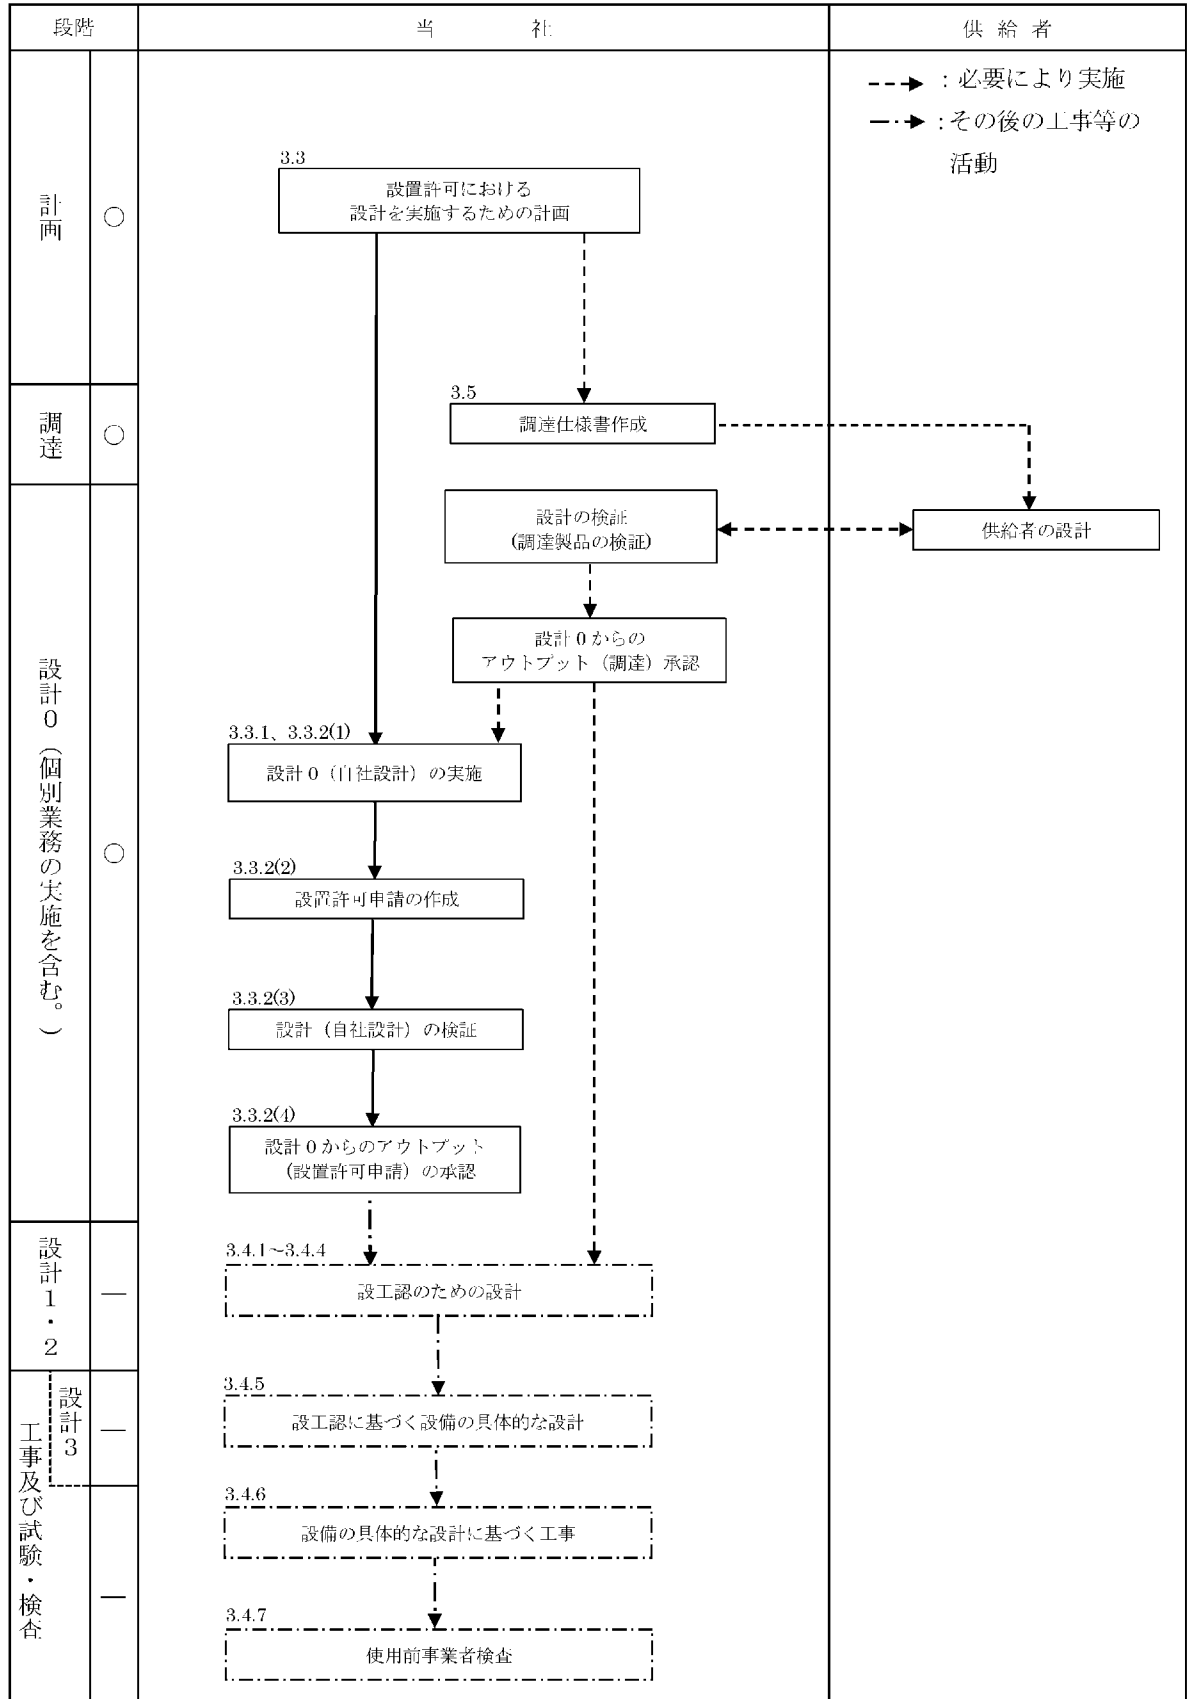 段階
当社
供給者
: 必要により実施
: その後の工事等の
活動
計画
○
3.3
設置許可における
設計を実施するための計画
調達
○
3.5
調達仕様書作成
設計の検証
(調達製品の検証)
供給者の設計
設計0からの
アウトプット（調達）承認
設計0（個別業務の実施を含む。）
○
3.3.1、3.3.2(1)
設計0（自社設計）の実施
3.3.2(2)
設置許可申請の作成
3.3.2(3)
設計（自社設計）の検証
3.3.2(4)
設計0からのアウトプット
（設置許可申請）の承認
設計1・2
―
3.4.1～3.4.4
設工認のための設計
工事及び試験・検査
設計3
―
3.4.5
設工認に基づく設備の具体的な設計
3.4.6
設備の具体的な設計に基づく工事
―
3.4.7
使用前事業者検査